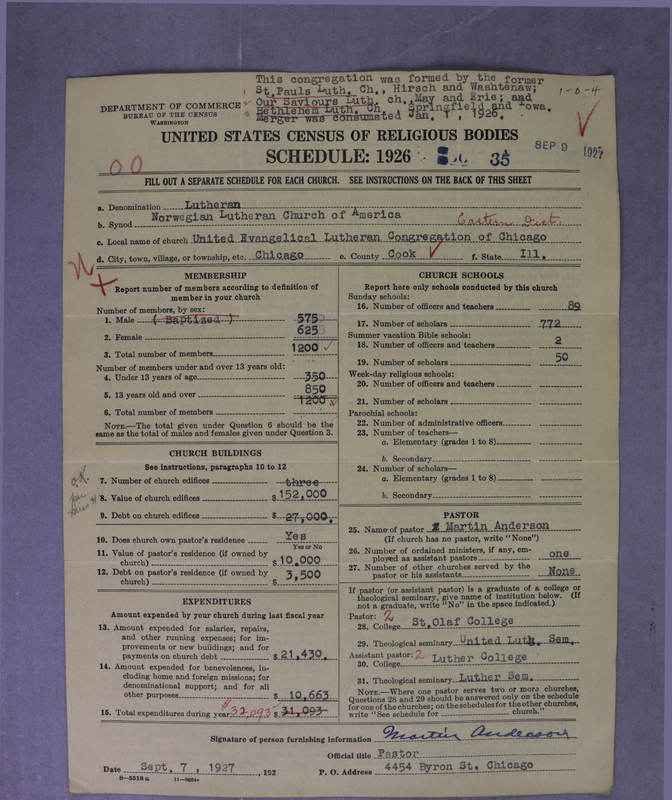 This congregation was formed by the former
St.Pauls Luth. Ch., Hirsch and Washtenaw;
Our Saviours Luth. ch., May and Erie; and
Bethlehem Luth. Ch. Springfield and Iowa.
Merger was consumated Jan. 1, 1926.
1-0-4
DEPARTMENT OF COMMERCE
BUREAU OF THE CENSUS
WASHINGTON
UNITED STATES CENSUS OF RELIGIOUS BODIES
SCHEDULE: 1926
35
SEP 9 1927
00
FILL OUT A SEPARATE SCHEDULE FOR EACH CHURCH. SEE INSTRUCTIONS ON THE BACK OF THIS SHEET
a. Denomination Lutheran
b. Synod Norwegian Lutheran Church of America Eastern Dist.
c. Local name of church United Evangelical Lutheran Congregation of Chicago
d. City, town, village, or township, etc. Chicago e. County Cook f. State Ill.
MEMBERSHIP
Report number of members according to definition of
member in your church
Number of members, by sex:
1. Male (Baptized) 575
2. Female 625
3. Total number of members 1200
Number of members under and over 13 years old:
4. Under 13 years of age 350
5. 13 years old and over 850
6. Total number of members 1200
NOTE.—The total given under Question 6 should be the
same as the total of males and females given under Question 3.
CHURCH BUILDINGS
See instructions, paragraphs 10 to 12
O.K.
7. Number of church edifices three
8. Value of church edifices $152,000
9. Debt on church edifices $27,000.
10. Does church own pastor's residence Yes
Yes or No
11. Value of pastor's residence (if owned by
church) $10,000
12. Debt on pastor's residence (if owned by
church) $3,500
EXPENDITURES
Amount expended by your church during last fiscal year
13. Amount expended for salaries, repairs,
and other running expenses; for im-
provements or new buildings; and for
payments on church debt $21,430.
14. Amount expended for benevolences, in-
cluding home and foreign missions; for
denominational support; and for all
other purposes $10,663
15. Total expenditures during year $32,093 $31,093
CHURCH SCHOOLS
Report here only schools conducted by this church
Sunday schools:
16. Number of officers and teachers 89
17. Number of scholars 772
Summer vacation Bible schools:
18. Number of officers and teachers 2
19. Number of scholars 50
Week-day religious schools:
20. Number of officers and teachers
21. Number of scholars
Parochial schools:
22. Number of administrative officers
23. Number of teachers—
a. Elementary (grades 1 to 8)
b. Secondary
24. Number of scholars—
a. Elementary (grades 1 to 8)
b. Secondary
PASTOR
25. Name of pastor Martin Anderson
(If church has no pastor, write "None")
26. Number of ordained ministers, if any, em-
ployed as assistant pastors one
27. Number of other churches served by the
pastor or his assistants None
If pastor (or assistant pastor) is a graduate of a college or
theological seminary, give name of institution below. (If
not a graduate, write "No" in the space indicated.)
Pastor: 2
28. College St.Olaf College
29. Theological seminary United Luth. Sem.
Assistant pastor: 2
30. College Luther College
31. Theological seminary Luther Sem.
NOTE.—Where one pastor serves two or more churches,
Questions 28 and 29 should be answered only on the schedule
for one of the churches; on the schedules for the other churches,
write "See schedule for church."
Signature of person furnishing information Martin Anderson
Official title Pastor
Date Sept. 7, 1927, 192 P. O. Address 4454 Byron St. Chicago
8—5518a 11—9684